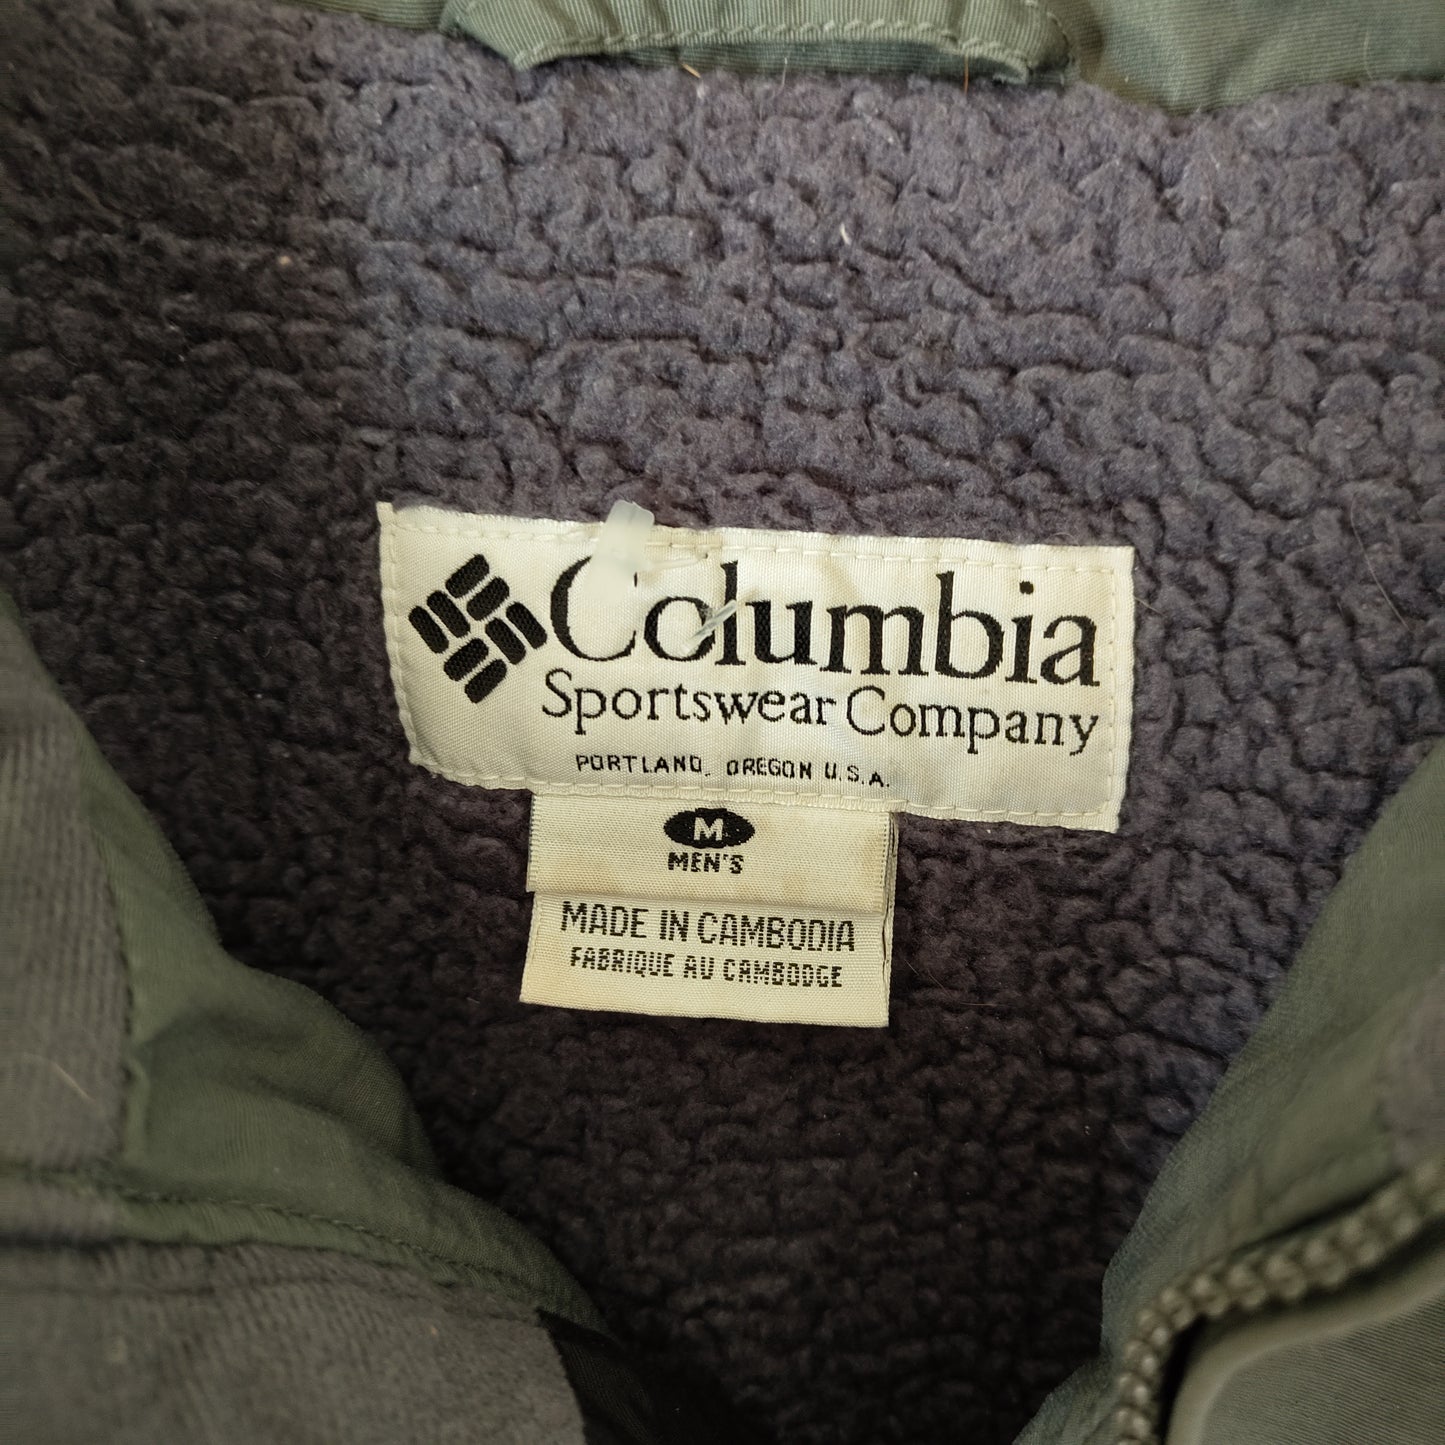 Columbia
Sportswear Company
PORTLAND, OREGON U.S.A.
M
MEN'S
MADE IN CAMBODIA
FABRIQUE AU CAMBODGE